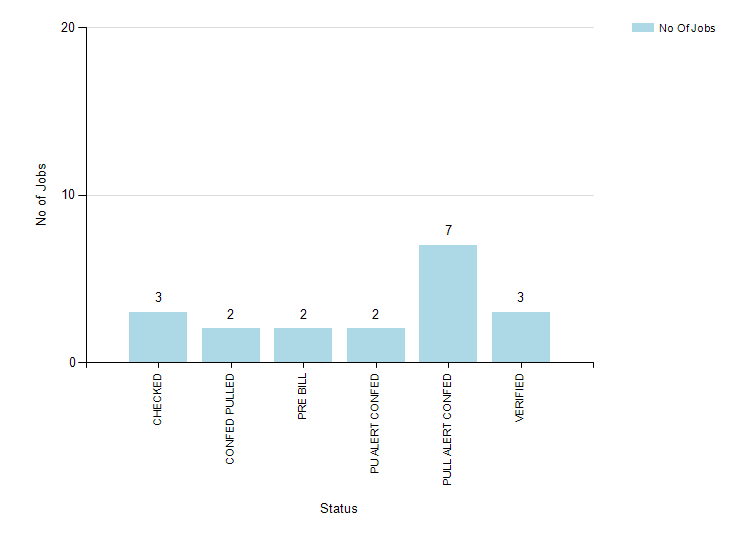 20
No Of Jobs
No of Jobs
10
7
3
2
2
2
3
0
CHECKED
CONFED PULLED
PRE BILL
PU ALERT CONFED
PULL ALERT CONFED
VERIFIED
Status